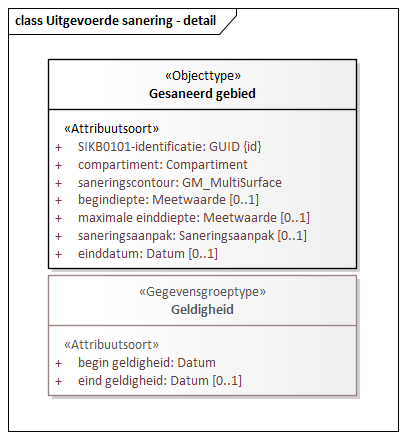 class Uitgevoerde sanering - detail
«Objecttype»
Gesaneerd gebied
«Attribuutsoort»
+ SIKB0101-identificatie: GUID {id}
+ compartiment: Compartiment
+ saneringscontour: GM_MultiSurface
+ begindiepte: Meetwaarde [0..1]
+ maximale einddiepte: Meetwaarde [0..1]
+ saneringsaanpak: Saneringsaanpak [0..1]
+ einddatum: Datum [0..1]
«Gegevensgroeptype»
Geldigheid
«Attribuutsoort»
+ begin geldigheid: Datum
+ eind geldigheid: Datum [0..1]